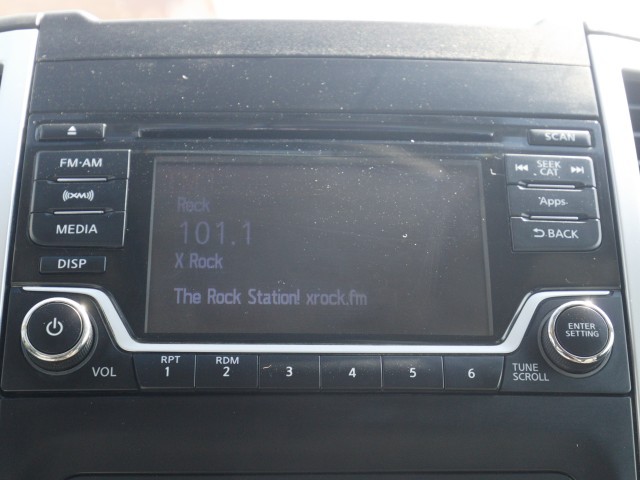 SCAN
FM·AM
SEEK
CAT
((XM))
Apps
MEDIA
BACK
DISP
Rock
101.1
X Rock
The Rock Station! xrock.fm
ENTER
SETTING
VOL
RPT
1
RDM
2
3
4
5
6
TUNE
SCROLL